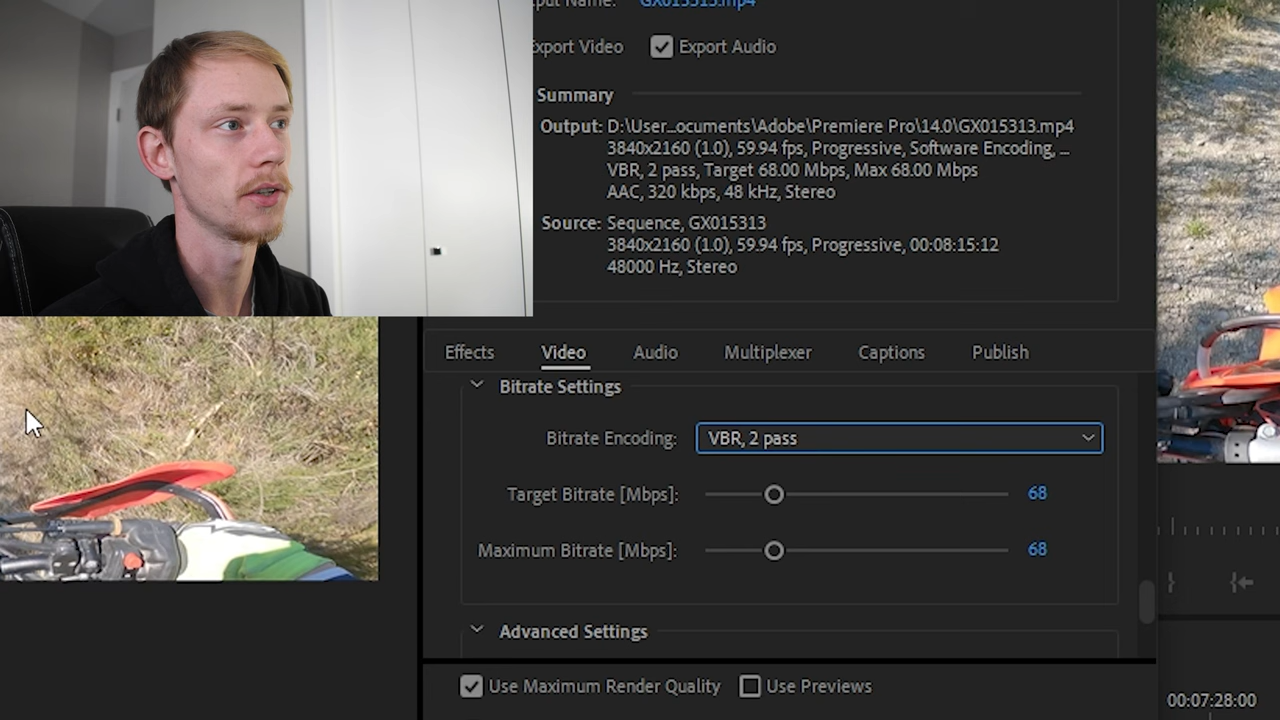 GX015313.mp4
Export Video
Export Audio
Summary
Output: D:\User...ocuments\Adobe\Premiere Pro\14.0\GX015313.mp4
3840x2160 (1.0), 59.94 fps, Progressive, Software Encoding, ...
VBR, 2 pass, Target 68.00 Mbps, Max 68.00 Mbps
AAC, 320 kbps, 48 kHz, Stereo
Source: Sequence, GX015313
3840x2160 (1.0), 59.94 fps, Progressive, 00:08:15:12
48000 Hz, Stereo
Effects Video Audio Multiplexer Captions Publish
Bitrate Settings
Bitrate Encoding: VBR, 2 pass
Target Bitrate [Mbps]: 68
Maximum Bitrate [Mbps]: 68
Advanced Settings
Use Maximum Render Quality Use Previews
00:07:28:00